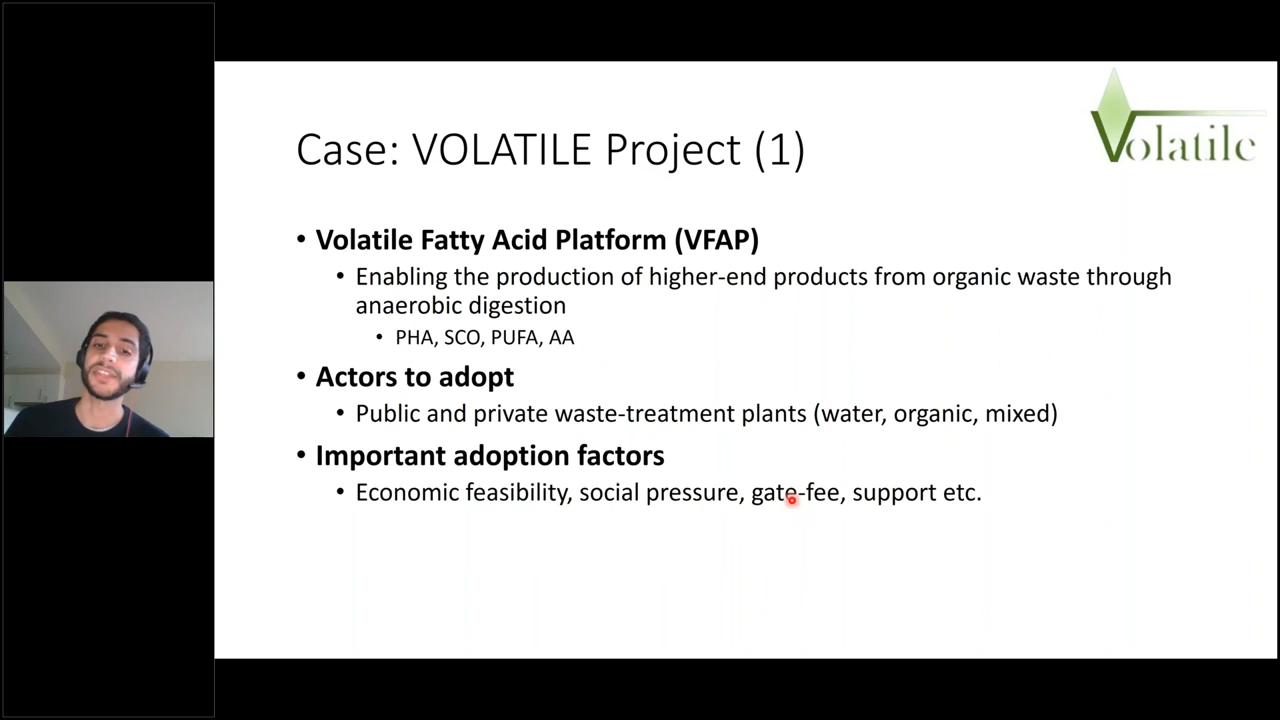 Case: VOLATILE Project (1)
Volatile
• Volatile Fatty Acid Platform (VFAP)
• Enabling the production of higher-end products from organic waste through
anaerobic digestion
• PHA, SCO, PUFA, AA
• Actors to adopt
• Public and private waste-treatment plants (water, organic, mixed)
• Important adoption factors
• Economic feasibility, social pressure, gate-fee, support etc.